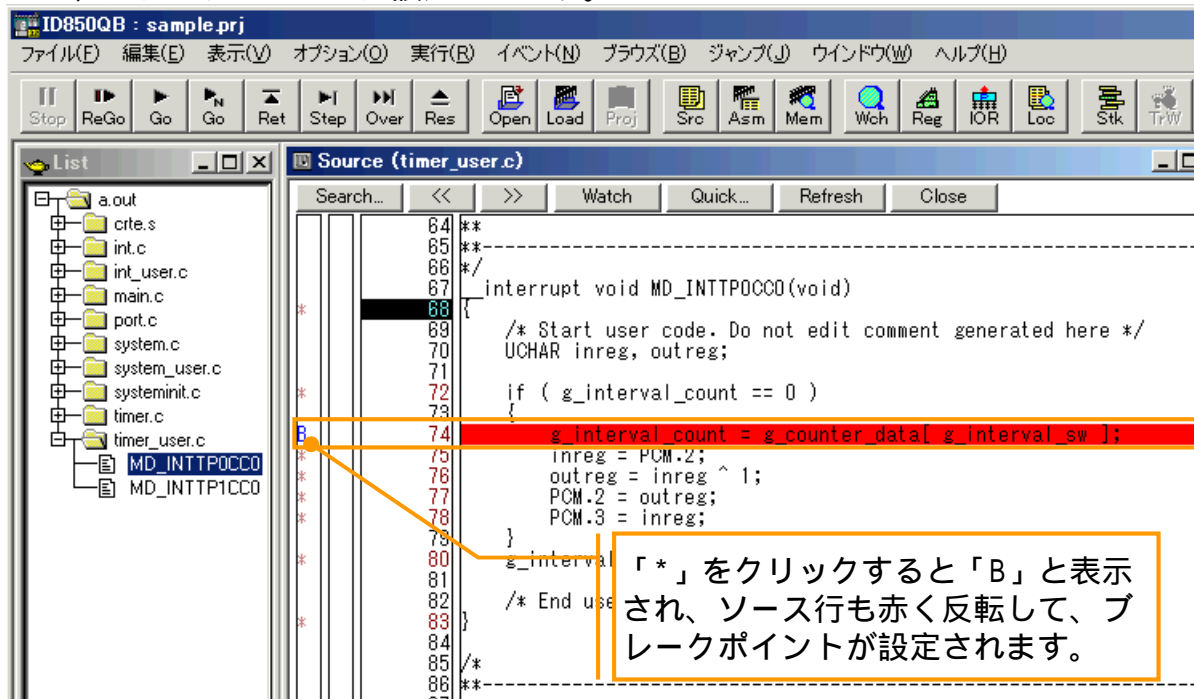 ID850QB : sample.prj
ファイル(F) 編集(E) 表示(V) オプション(O) 実行(R) イベント(N) ブラウズ(B) ジャンプ(J) ウインドウ(W) ヘルプ(H)
Stop ReGo Go Go Ret Step Over Res Open Load Proj Src Asm Mem Wch Reg IOR Loc Stk TrW
List
Source (timer_user.c)
Search... << >> Watch Quick... Refresh Close
a.out
crte.s
int.c
int_user.c
main.c
port.c
system.c
system_user.c
systeminit.c
timer.c
timer_user.c
MD_INTTP0CC0
MD_INTTP1CC0
64 **
65 **------------------------------------------------------------
66 */
67 __interrupt void MD_INTTP0CC0(void)
* 68 {
69 /* Start user code. Do not edit comment generated here */
70 UCHAR inreg, outreg;
71
* 72 if ( g_interval_count == 0 )
73 {
B 74 g_interval_count = g_counter_data[ g_interval_sw ];
* 75 inreg = PCM.2;
* 76 outreg = inreg ^ 1;
* 77 PCM.2 = outreg;
* 78 PCM.3 = inreg;
79 }
* 80 g_interval
81
82 /* End use
* 83 }
84
85 /*
86 **------------------------------------------------------------
「*」をクリックすると「B」と表示
され、ソース行も赤く反転して、ブ
レークポイントが設定されます。